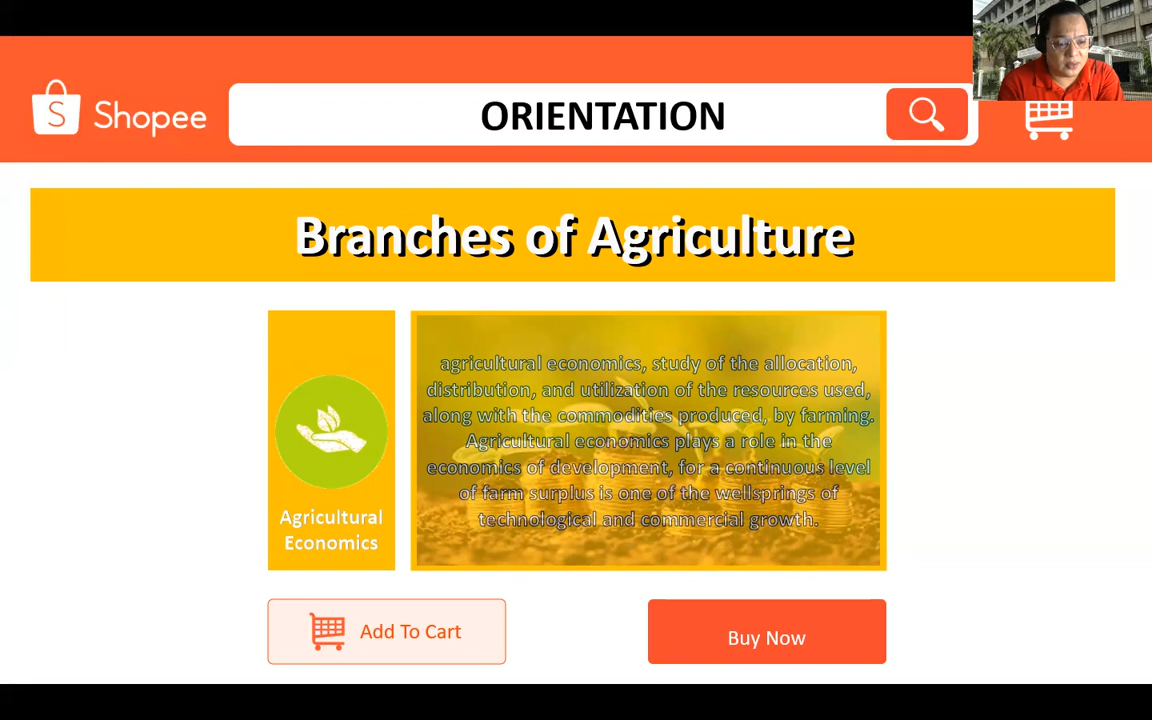 Shopee
ORIENTATION
Branches of Agriculture
agricultural economics, study of the allocation,
distribution, and utilization of the resources used,
along with the commodities produced, by farming.
Agricultural economics plays a role in the
economics of development, for a continuous level
of farm surplus is one of the wellsprings of
technological and commercial growth.
Agricultural
Economics
Add To Cart
Buy Now